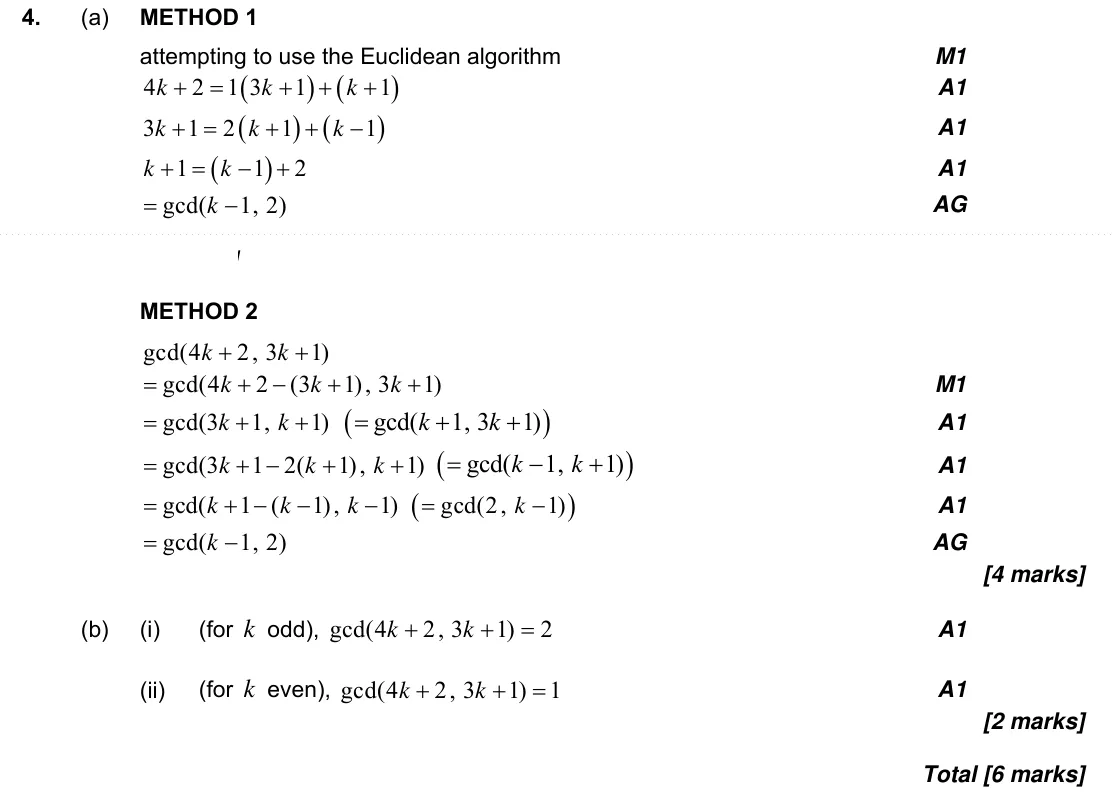 4. (a) METHOD 1
attempting to use the Euclidean algorithm M1
4k + 2 = 1(3k + 1) + (k + 1) A1
3k + 1 = 2(k + 1) + (k − 1) A1
k + 1 = (k − 1) + 2 A1
= gcd(k − 1, 2) AG
METHOD 2
gcd(4k + 2, 3k + 1)
= gcd(4k + 2 − (3k + 1), 3k + 1) M1
= gcd(3k + 1, k + 1) (= gcd(k + 1, 3k + 1)) A1
= gcd(3k + 1 − 2(k + 1), k + 1) (= gcd(k − 1, k + 1)) A1
= gcd(k + 1 − (k − 1), k − 1) (= gcd(2, k − 1)) A1
= gcd(k − 1, 2) AG
[4 marks]
(b) (i) (for k odd), gcd(4k + 2, 3k + 1) = 2 A1
(ii) (for k even), gcd(4k + 2, 3k + 1) = 1 A1
[2 marks]
Total [6 marks]